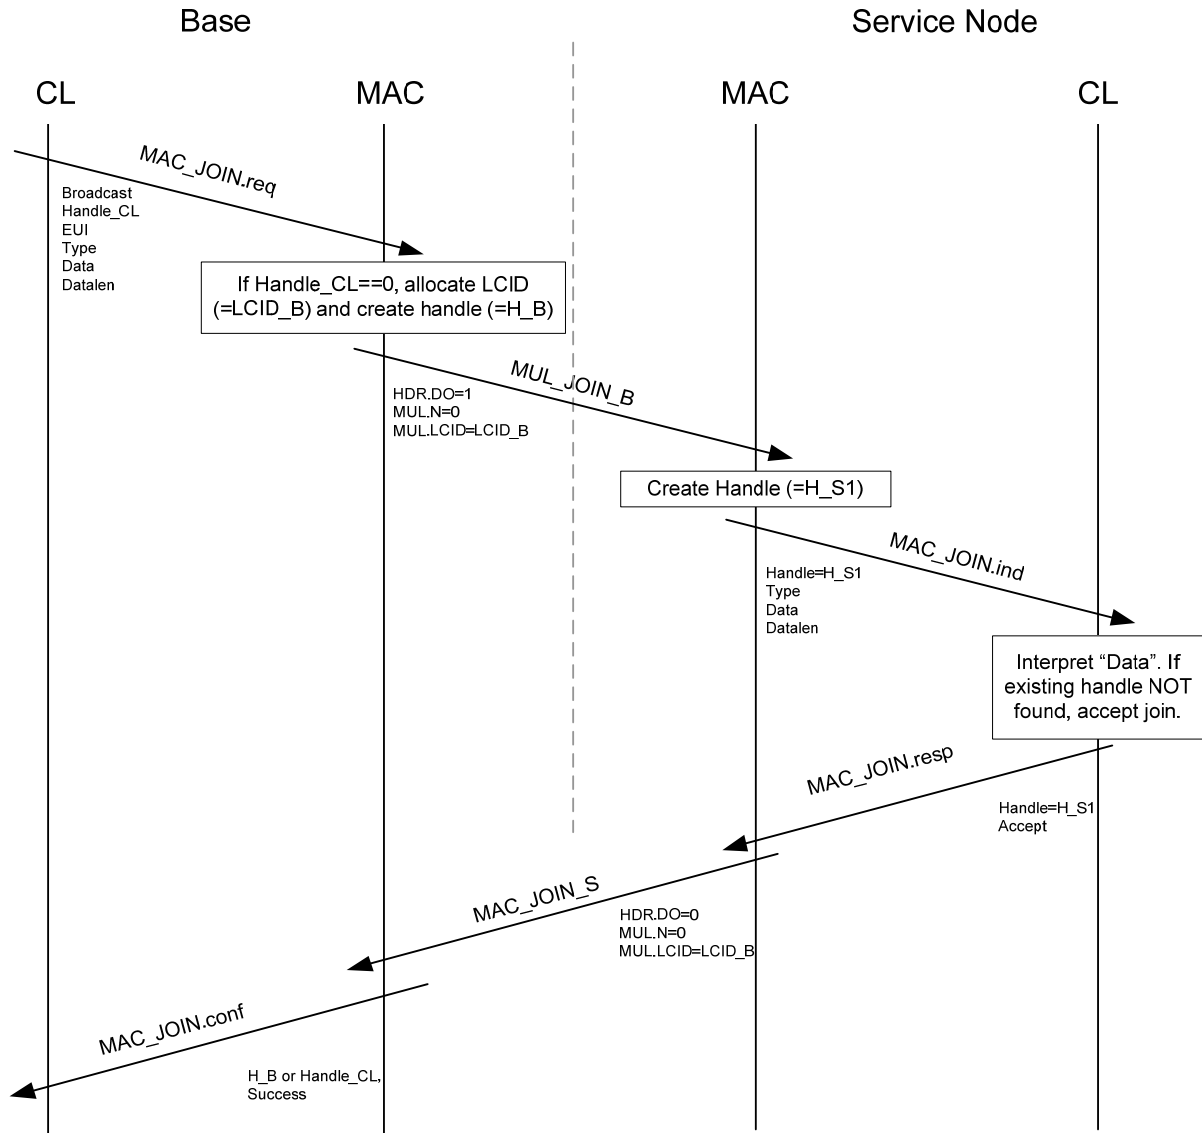 Base
Service Node
CL
MAC
MAC
CL
MAC_JOIN.req
Broadcast
Handle_CL
EUI
Type
Data
Datalen
If Handle_CL==0, allocate LCID
(=LCID_B) and create handle (=H_B)
MUL_JOIN_B
HDR.DO=1
MUL.N=0
MUL.LCID=LCID_B
Create Handle (=H_S1)
MAC_JOIN.ind
Handle=H_S1
Type
Data
Datalen
Interpret “Data”. If
existing handle NOT
found, accept join.
MAC_JOIN.resp
Handle=H_S1
Accept
MAC_JOIN_S
HDR.DO=0
MUL.N=0
MUL.LCID=LCID_B
MAC_JOIN.conf
H_B or Handle_CL,
Success